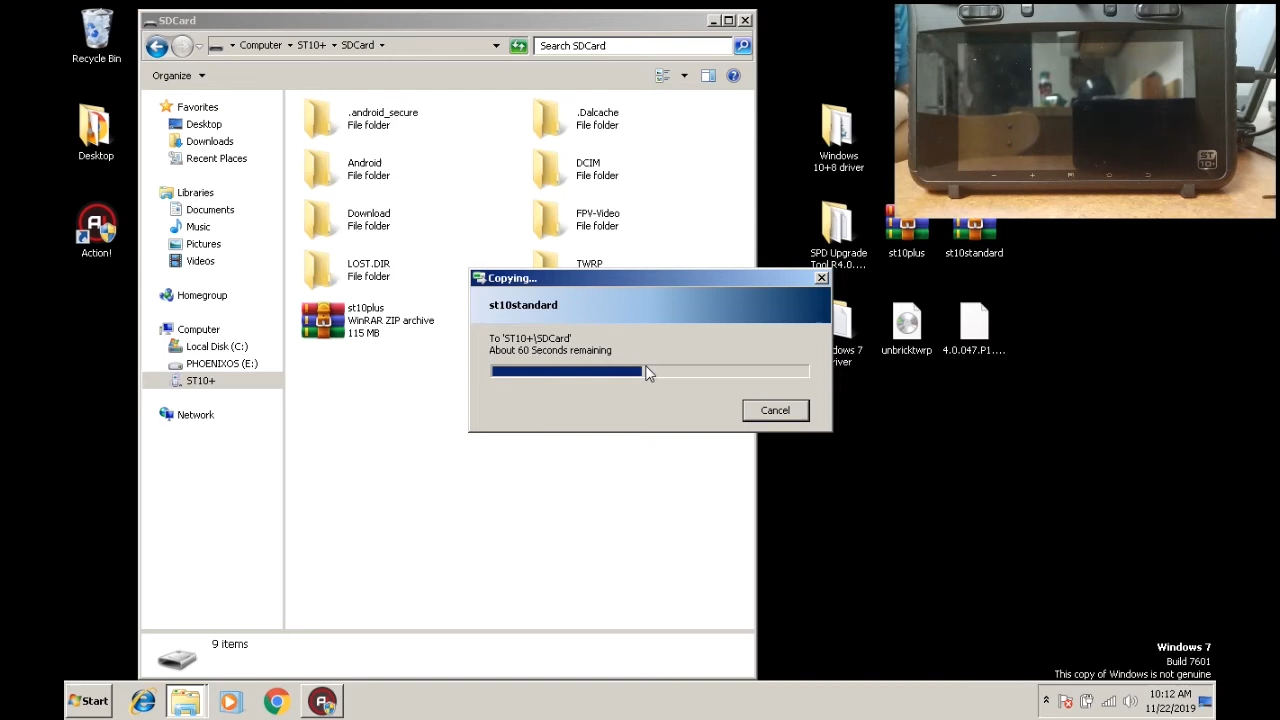 Recycle Bin
Desktop
Action!
SDCard
Computer
ST10+
SDCard
Search SDCard
Organize
Favorites
Desktop
Downloads
Recent Places
Libraries
Documents
Music
Pictures
Videos
Homegroup
Computer
Local Disk (C:)
PHOENIXOS (E:)
ST10+
Network
.android_secure
File folder
.Dalcache
File folder
Android
File folder
DCIM
File folder
Download
File folder
FPV-Video
File folder
LOST.DIR
File folder
TWRP
st10plus
WinRAR ZIP archive
115 MB
9 items
Copying...
st10standard
To 'ST10+\SDCard'
About 60 Seconds remaining
Cancel
Windows
10+8 driver
SPD Upgrade
Tool R4.0....
st10plus
st10standard
dows 7
iver
unbricktwrp
4.0.047.P1....
ST
10+
Windows 7
Build 7601
This copy of Windows is not genuine
Start
10:12 AM
11/22/2019